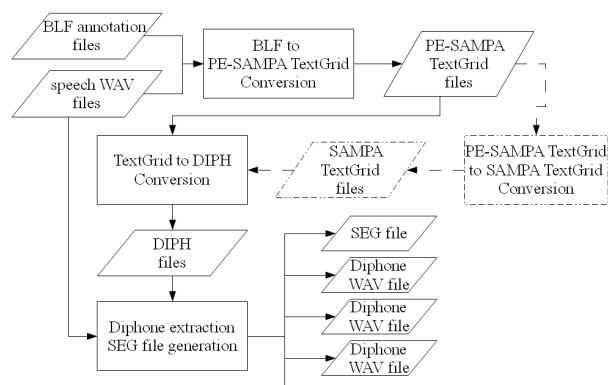 BLF annotation
files
BLF to
PE-SAMPA TextGrid
Conversion
PE-SAMPA
TextGrid
files
speech WAV
files
TextGrid to DIPH
Conversion
SAMPA
TextGrid
files
PE-SAMPA TextGrid
to SAMPA TextGrid
Conversion
DIPH
files
SEG file
Diphone
WAV file
Diphone extraction
SEG file generation
Diphone
WAV file
Diphone
WAV file